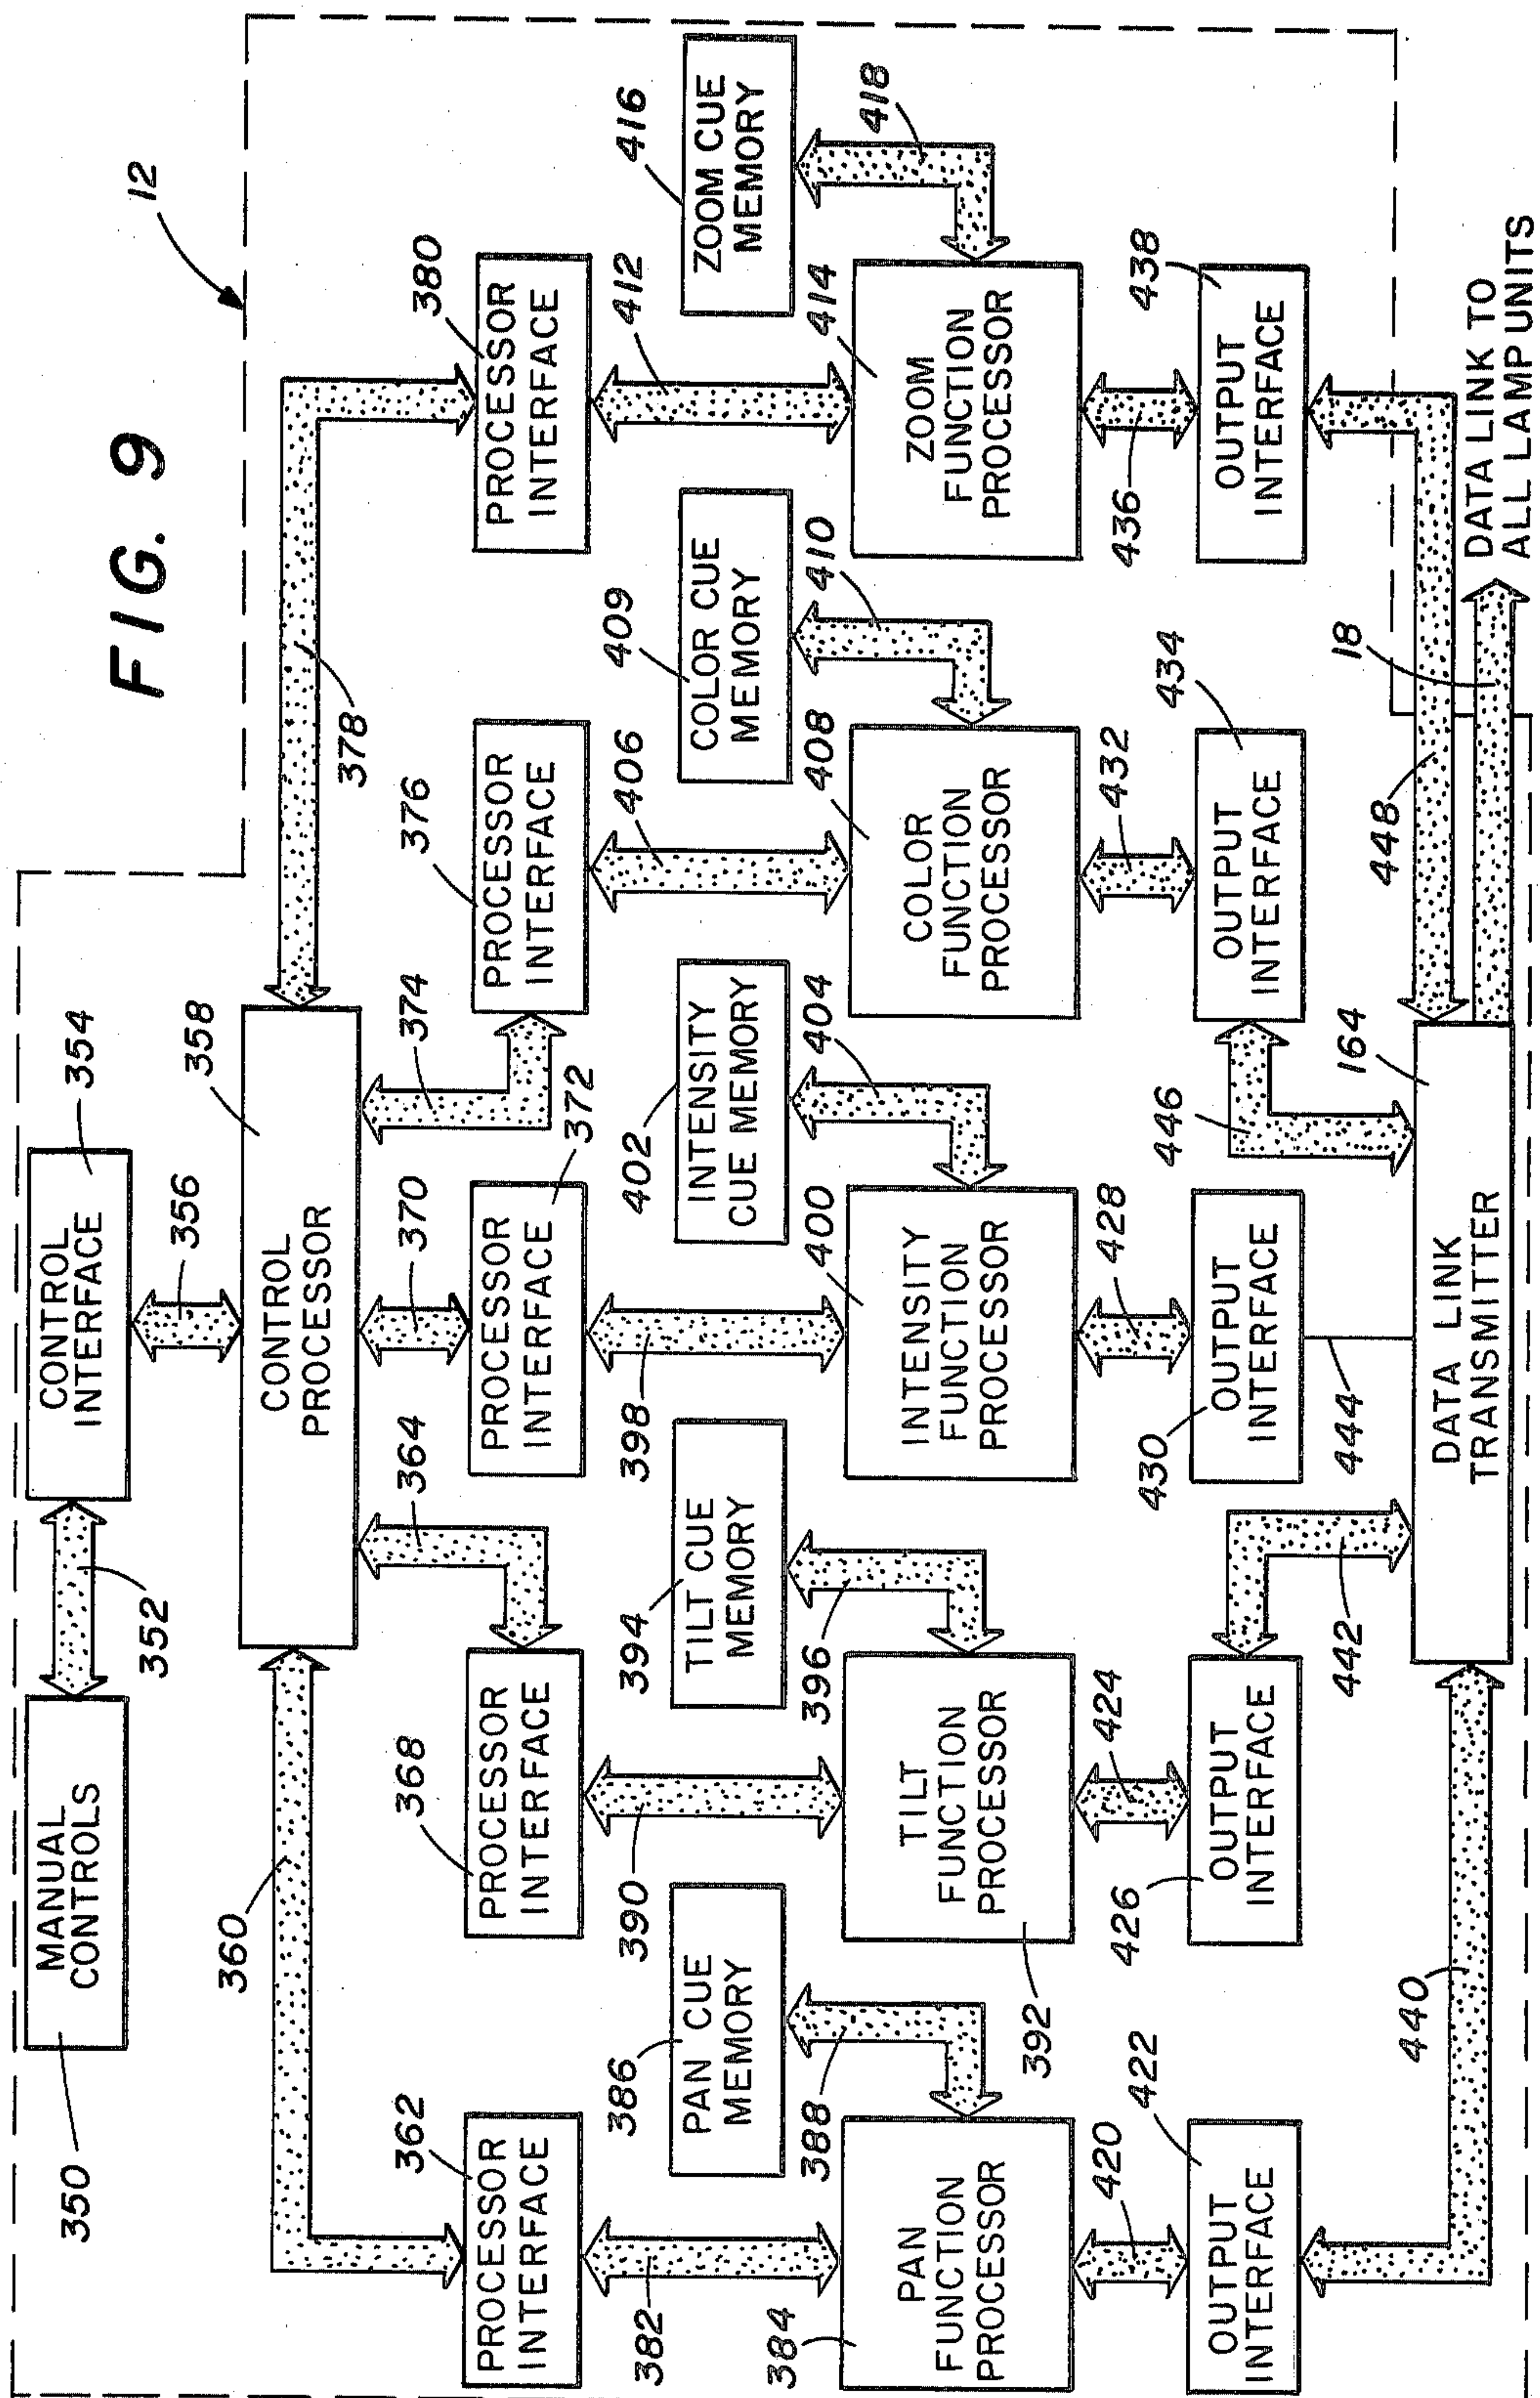 FIG. 9
12
MANUAL
CONTROLS
350
352
CONTROL
INTERFACE
354
356
CONTROL
PROCESSOR
358
360
364
370
374
378
PROCESSOR
INTERFACE
362
PROCESSOR
INTERFACE
368
PROCESSOR
INTERFACE
372
PROCESSOR
INTERFACE
376
PROCESSOR
INTERFACE
380
382
390
398
406
412
PAN CUE
MEMORY
386
388
TILT CUE
MEMORY
394
396
INTENSITY
CUE MEMORY
402
404
COLOR CUE
MEMORY
409
410
ZOOM CUE
MEMORY
416
418
PAN
FUNCTION
PROCESSOR
384
TILT
FUNCTION
PROCESSOR
392
INTENSITY
FUNCTION
PROCESSOR
400
COLOR
FUNCTION
PROCESSOR
408
ZOOM
FUNCTION
PROCESSOR
414
420
424
428
432
436
OUTPUT
INTERFACE
422
OUTPUT
INTERFACE
426
OUTPUT
INTERFACE
430
OUTPUT
INTERFACE
434
OUTPUT
INTERFACE
438
440
442
444
446
448
DATA LINK
TRANSMITTER
164
18
DATA LINK TO
ALL LAMP UNITS